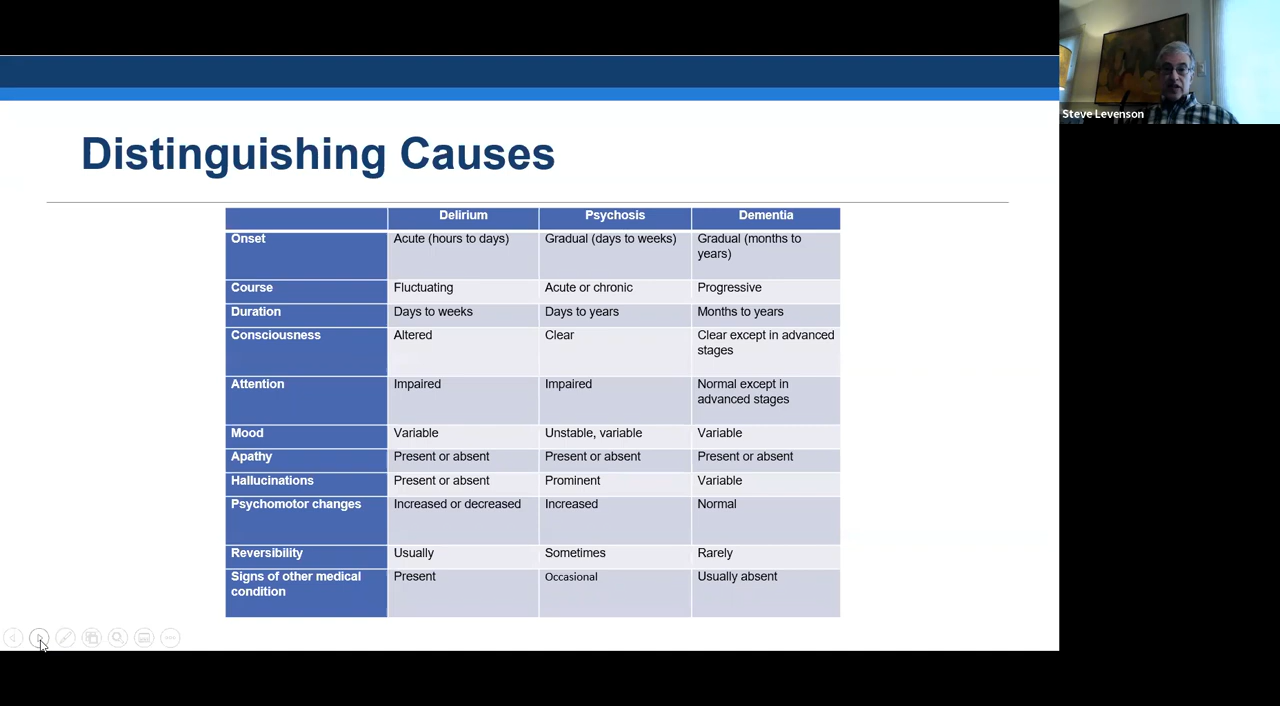 Steve Levenson
Distinguishing Causes
Delirium Psychosis Dementia
Onset Acute (hours to days) Gradual (days to weeks) Gradual (months to
years)
Course Fluctuating Acute or chronic Progressive
Duration Days to weeks Days to years Months to years
Consciousness Altered Clear Clear except in advanced
stages
Attention Impaired Impaired Normal except in
advanced stages
Mood Variable Unstable, variable Variable
Apathy Present or absent Present or absent Present or absent
Hallucinations Present or absent Prominent Variable
Psychomotor changes Increased or decreased Increased Normal
Reversibility Usually Sometimes Rarely
Signs of other medical Present Occasional Usually absent
condition